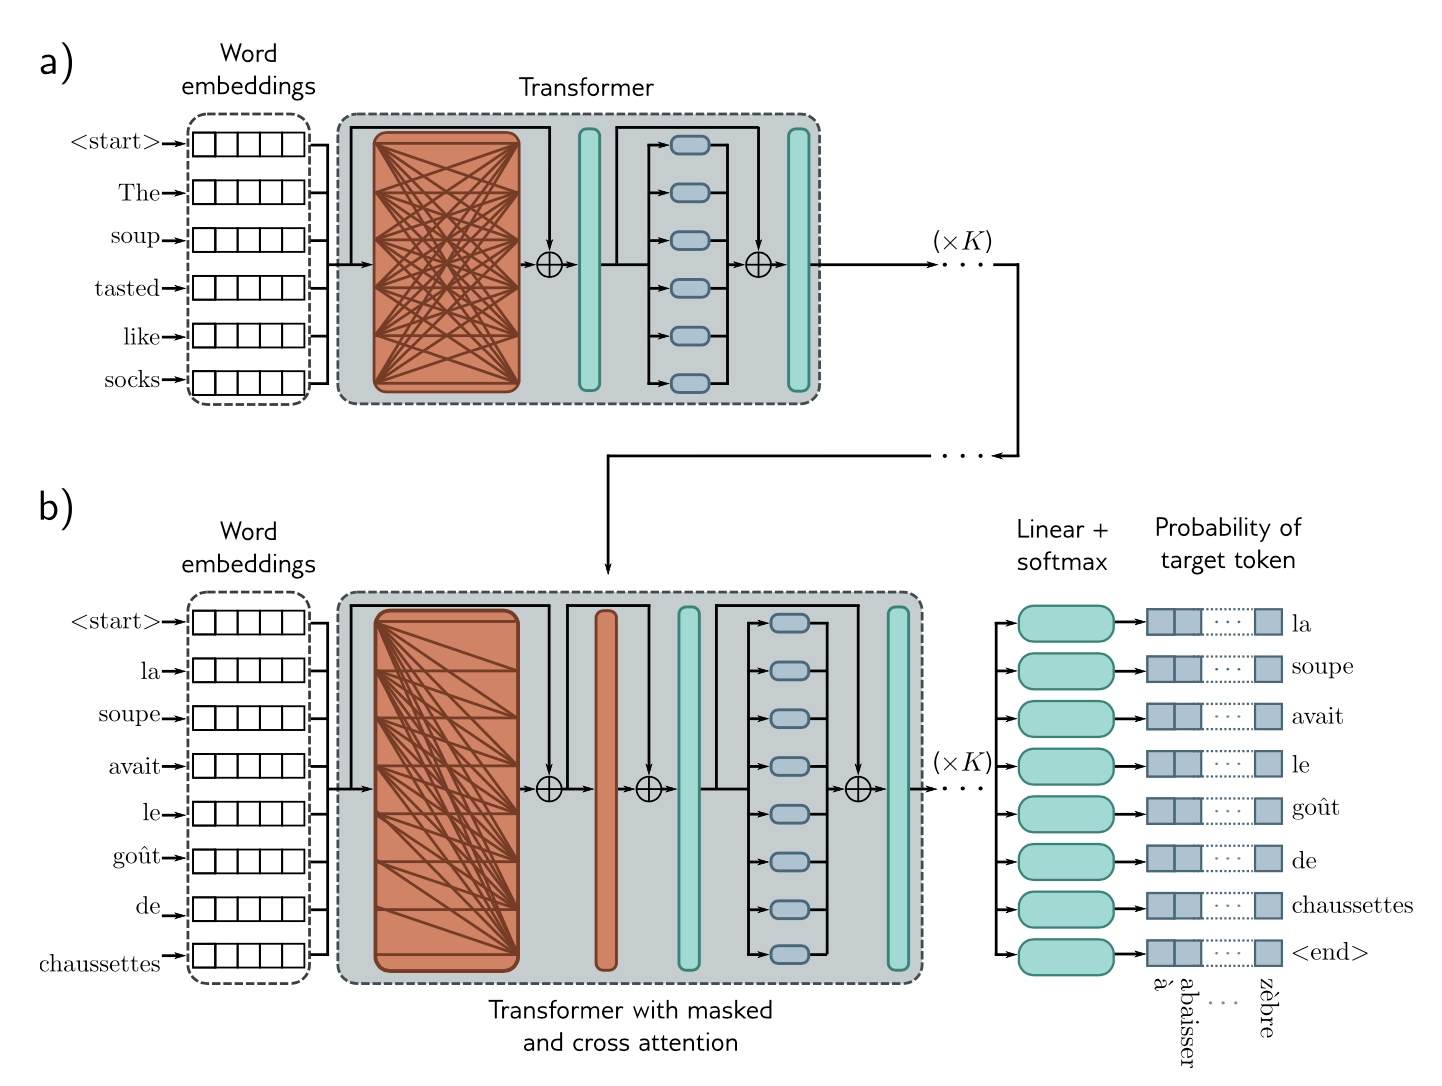 a)
Word
embeddings
Transformer
<start>
The
soup
tasted
like
socks
(×K)
· · ·
· · ·
b)
Word
embeddings
Linear +
softmax
Probability of
target token
<start>
la
soupe
avait
le
goût
de
chaussettes
(×K)
· · ·
· · · la
· · · soupe
· · · avait
· · · le
· · · goût
· · · de
· · · chaussettes
· · · <end>
à
abaisser
· · ·
zèbre
Transformer with masked
and cross attention